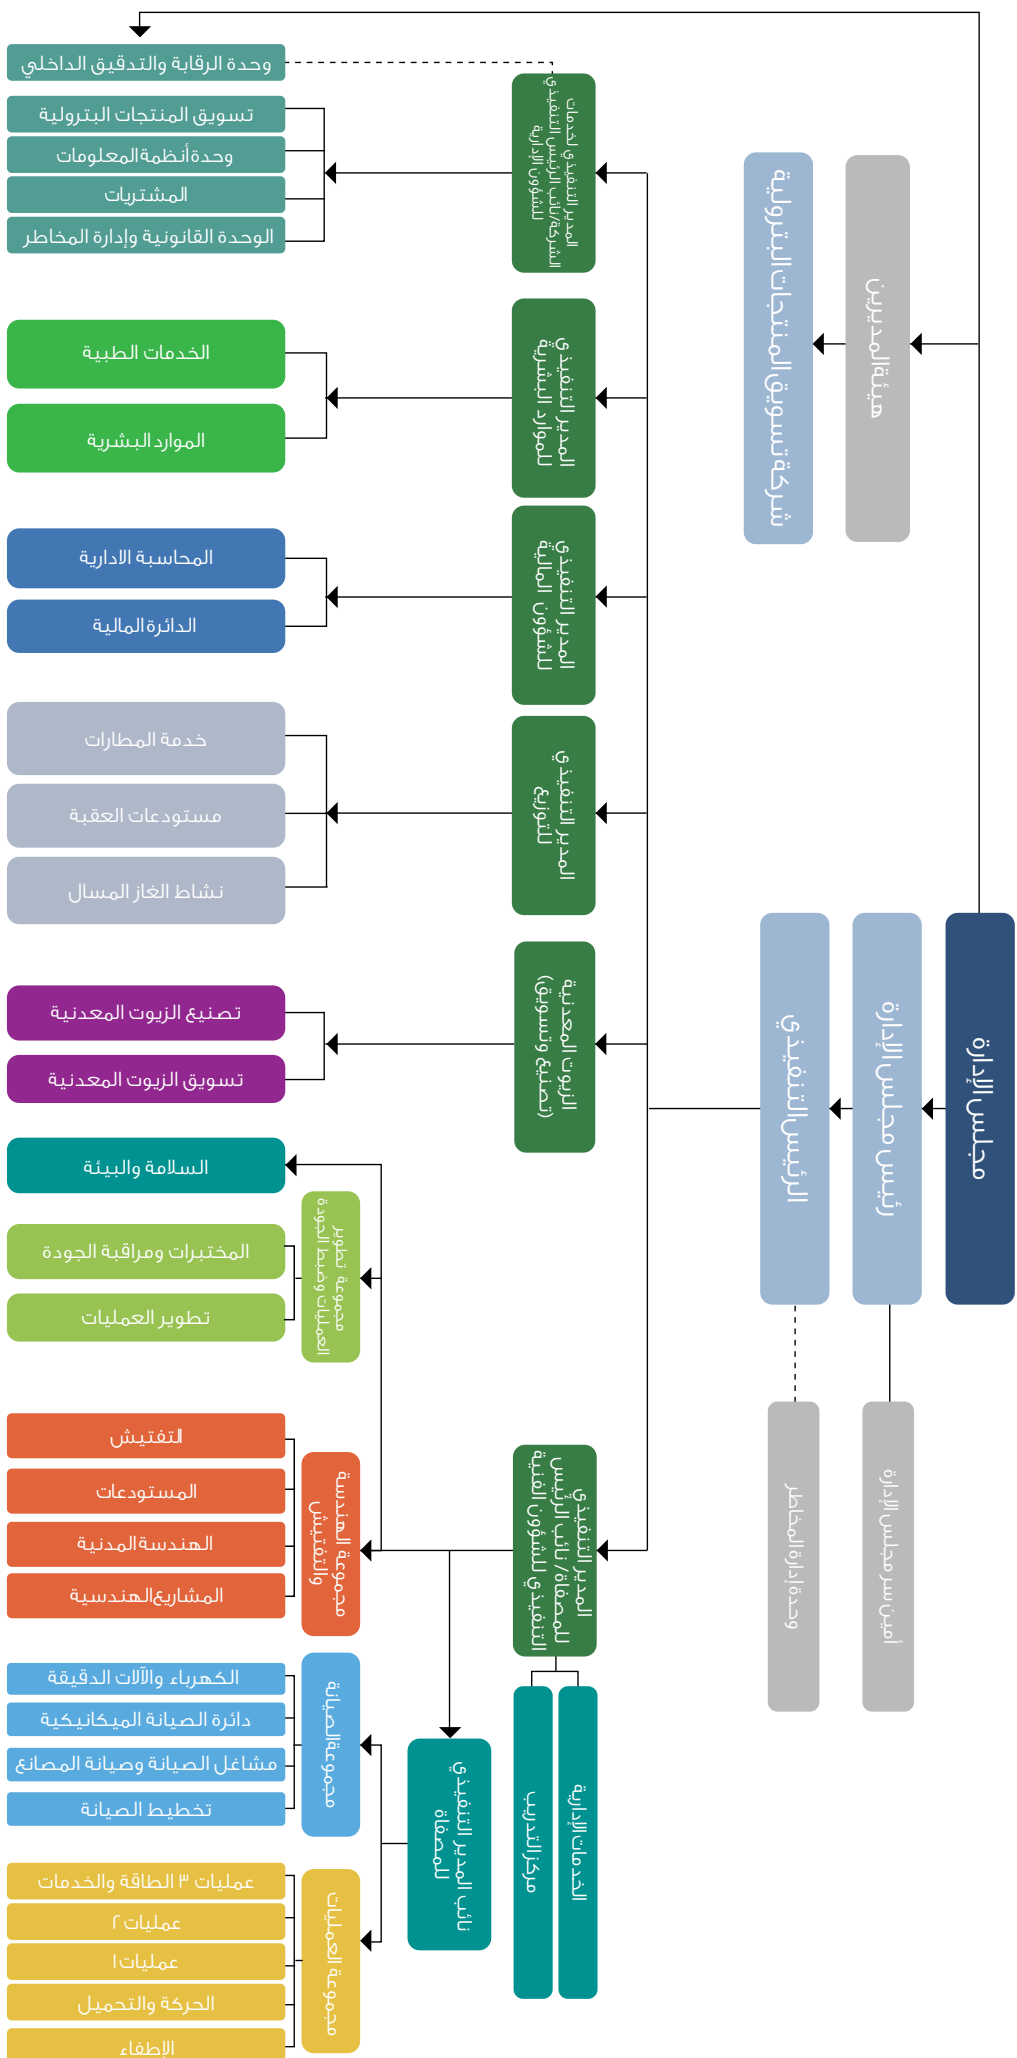 مجلس الإدارة
رئيس مجلس الإدارة
الرئيس التنفيذي
أمين سر مجلس الإدارة
وحدة إدارة المخاطر
هيئة المديرين
شركة تسويق المنتجات البترولية
المدير التنفيذي لخدمات
الشركة/نائب الرئيس التنفيذي
للشؤون الإدارية
وحدة الرقابة والتدقيق الداخلي
تسويق المنتجات البترولية
وحدة أنظمة المعلومات
المشتريات
الوحدة القانونية وإدارة المخاطر
المدير التنفيذي
للموارد البشرية
الخدمات الطبية
الموارد البشرية
المدير التنفيذي
للشؤون المالية
المحاسبة الادارية
الدائرة المالية
المدير التنفيذي
للتوزيع
خدمة المطارات
مستودعات العقبة
نشاط الغاز المسال
الزيوت المعدنية
(تصنيع وتسويق)
تصنيع الزيوت المعدنية
تسويق الزيوت المعدنية
المدير التنفيذي
للمصفاة/ نائب الرئيس
التنفيذي للشؤون الفنية
الخدمات الإدارية
مركز التدريب
السلامة والبيئة
مجموعة تطوير
العمليات وضبط الجودة
المختبرات ومراقبة الجودة
تطوير العمليات
مجموعة الهندسة
والتفتيش
التفتيش
المستودعات
الهندسة المدنية
المشاريع الهندسية
نائب المدير التنفيذي
للمصفاة
مجموعة الصيانة
الكهرباء والآلات الدقيقة
دائرة الصيانة الميكانيكية
مشاغل الصيانة وصيانة المصانع
تخطيط الصيانة
مجموعة العمليات
عمليات ٣ الطاقة والخدمات
عمليات ٢
عمليات ١
الحركة والتحميل
الإطفاء